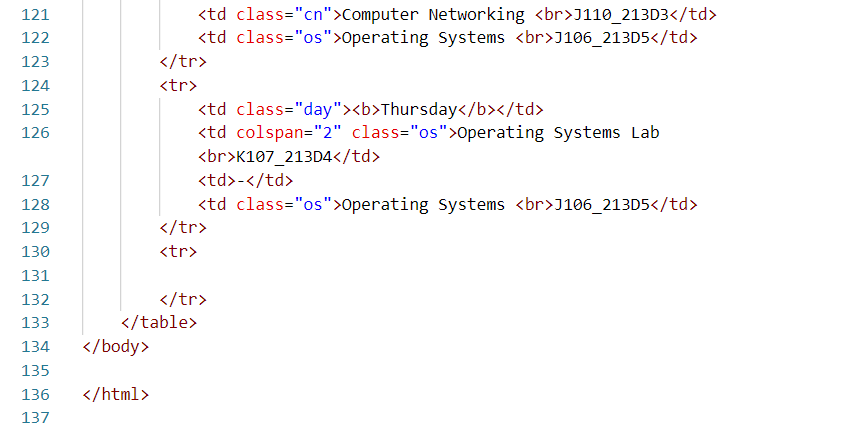 121 <td class="cn">Computer Networking <br>J110_213D3</td>
122 <td class="os">Operating Systems <br>J106_213D5</td>
123 </tr>
124 <tr>
125 <td class="day"><b>Thursday</b></td>
126 <td colspan="2" class="os">Operating Systems Lab
<br>K107_213D4</td>
127 <td>-</td>
128 <td class="os">Operating Systems <br>J106_213D5</td>
129 </tr>
130 <tr>
131
132 </tr>
133 </table>
134 </body>
135
136 </html>
137